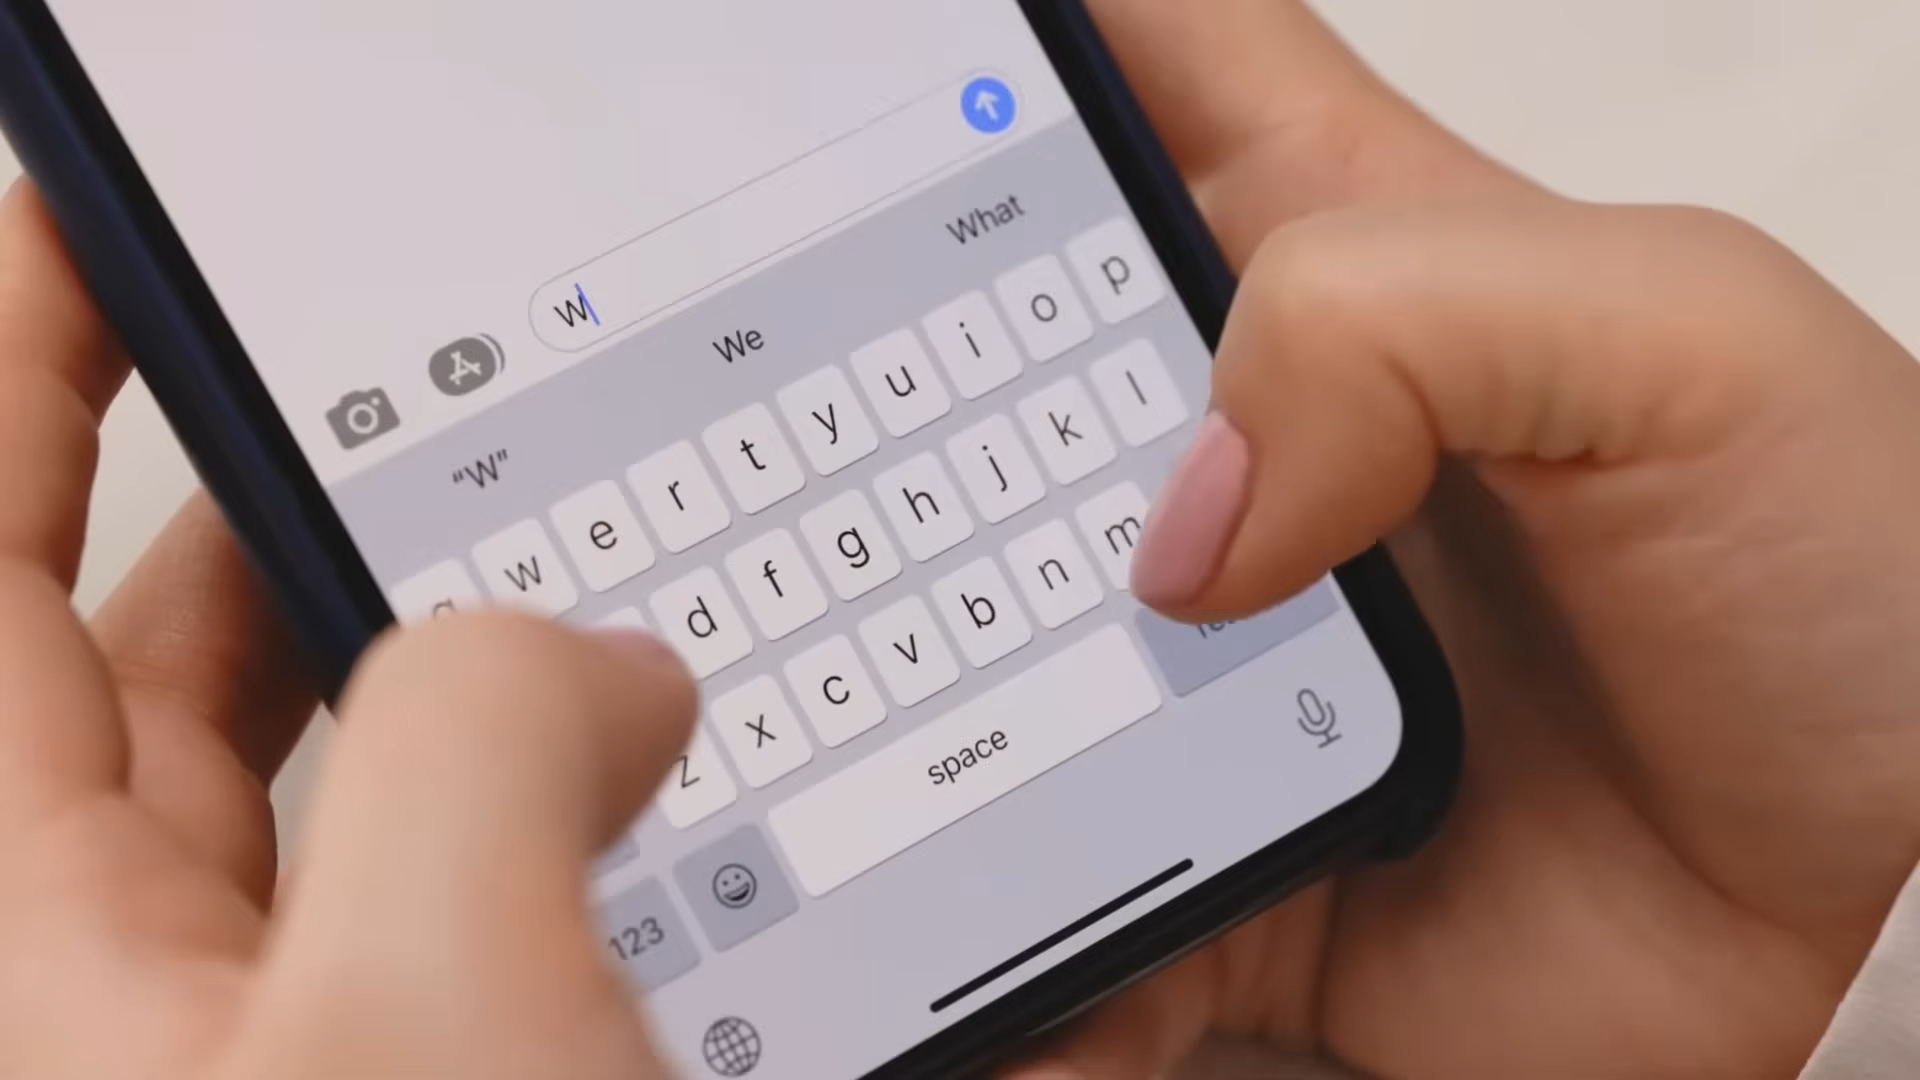 W
"W" We What
w e r t y u i o p
d f g h j k l
z x c v b n m
123 space